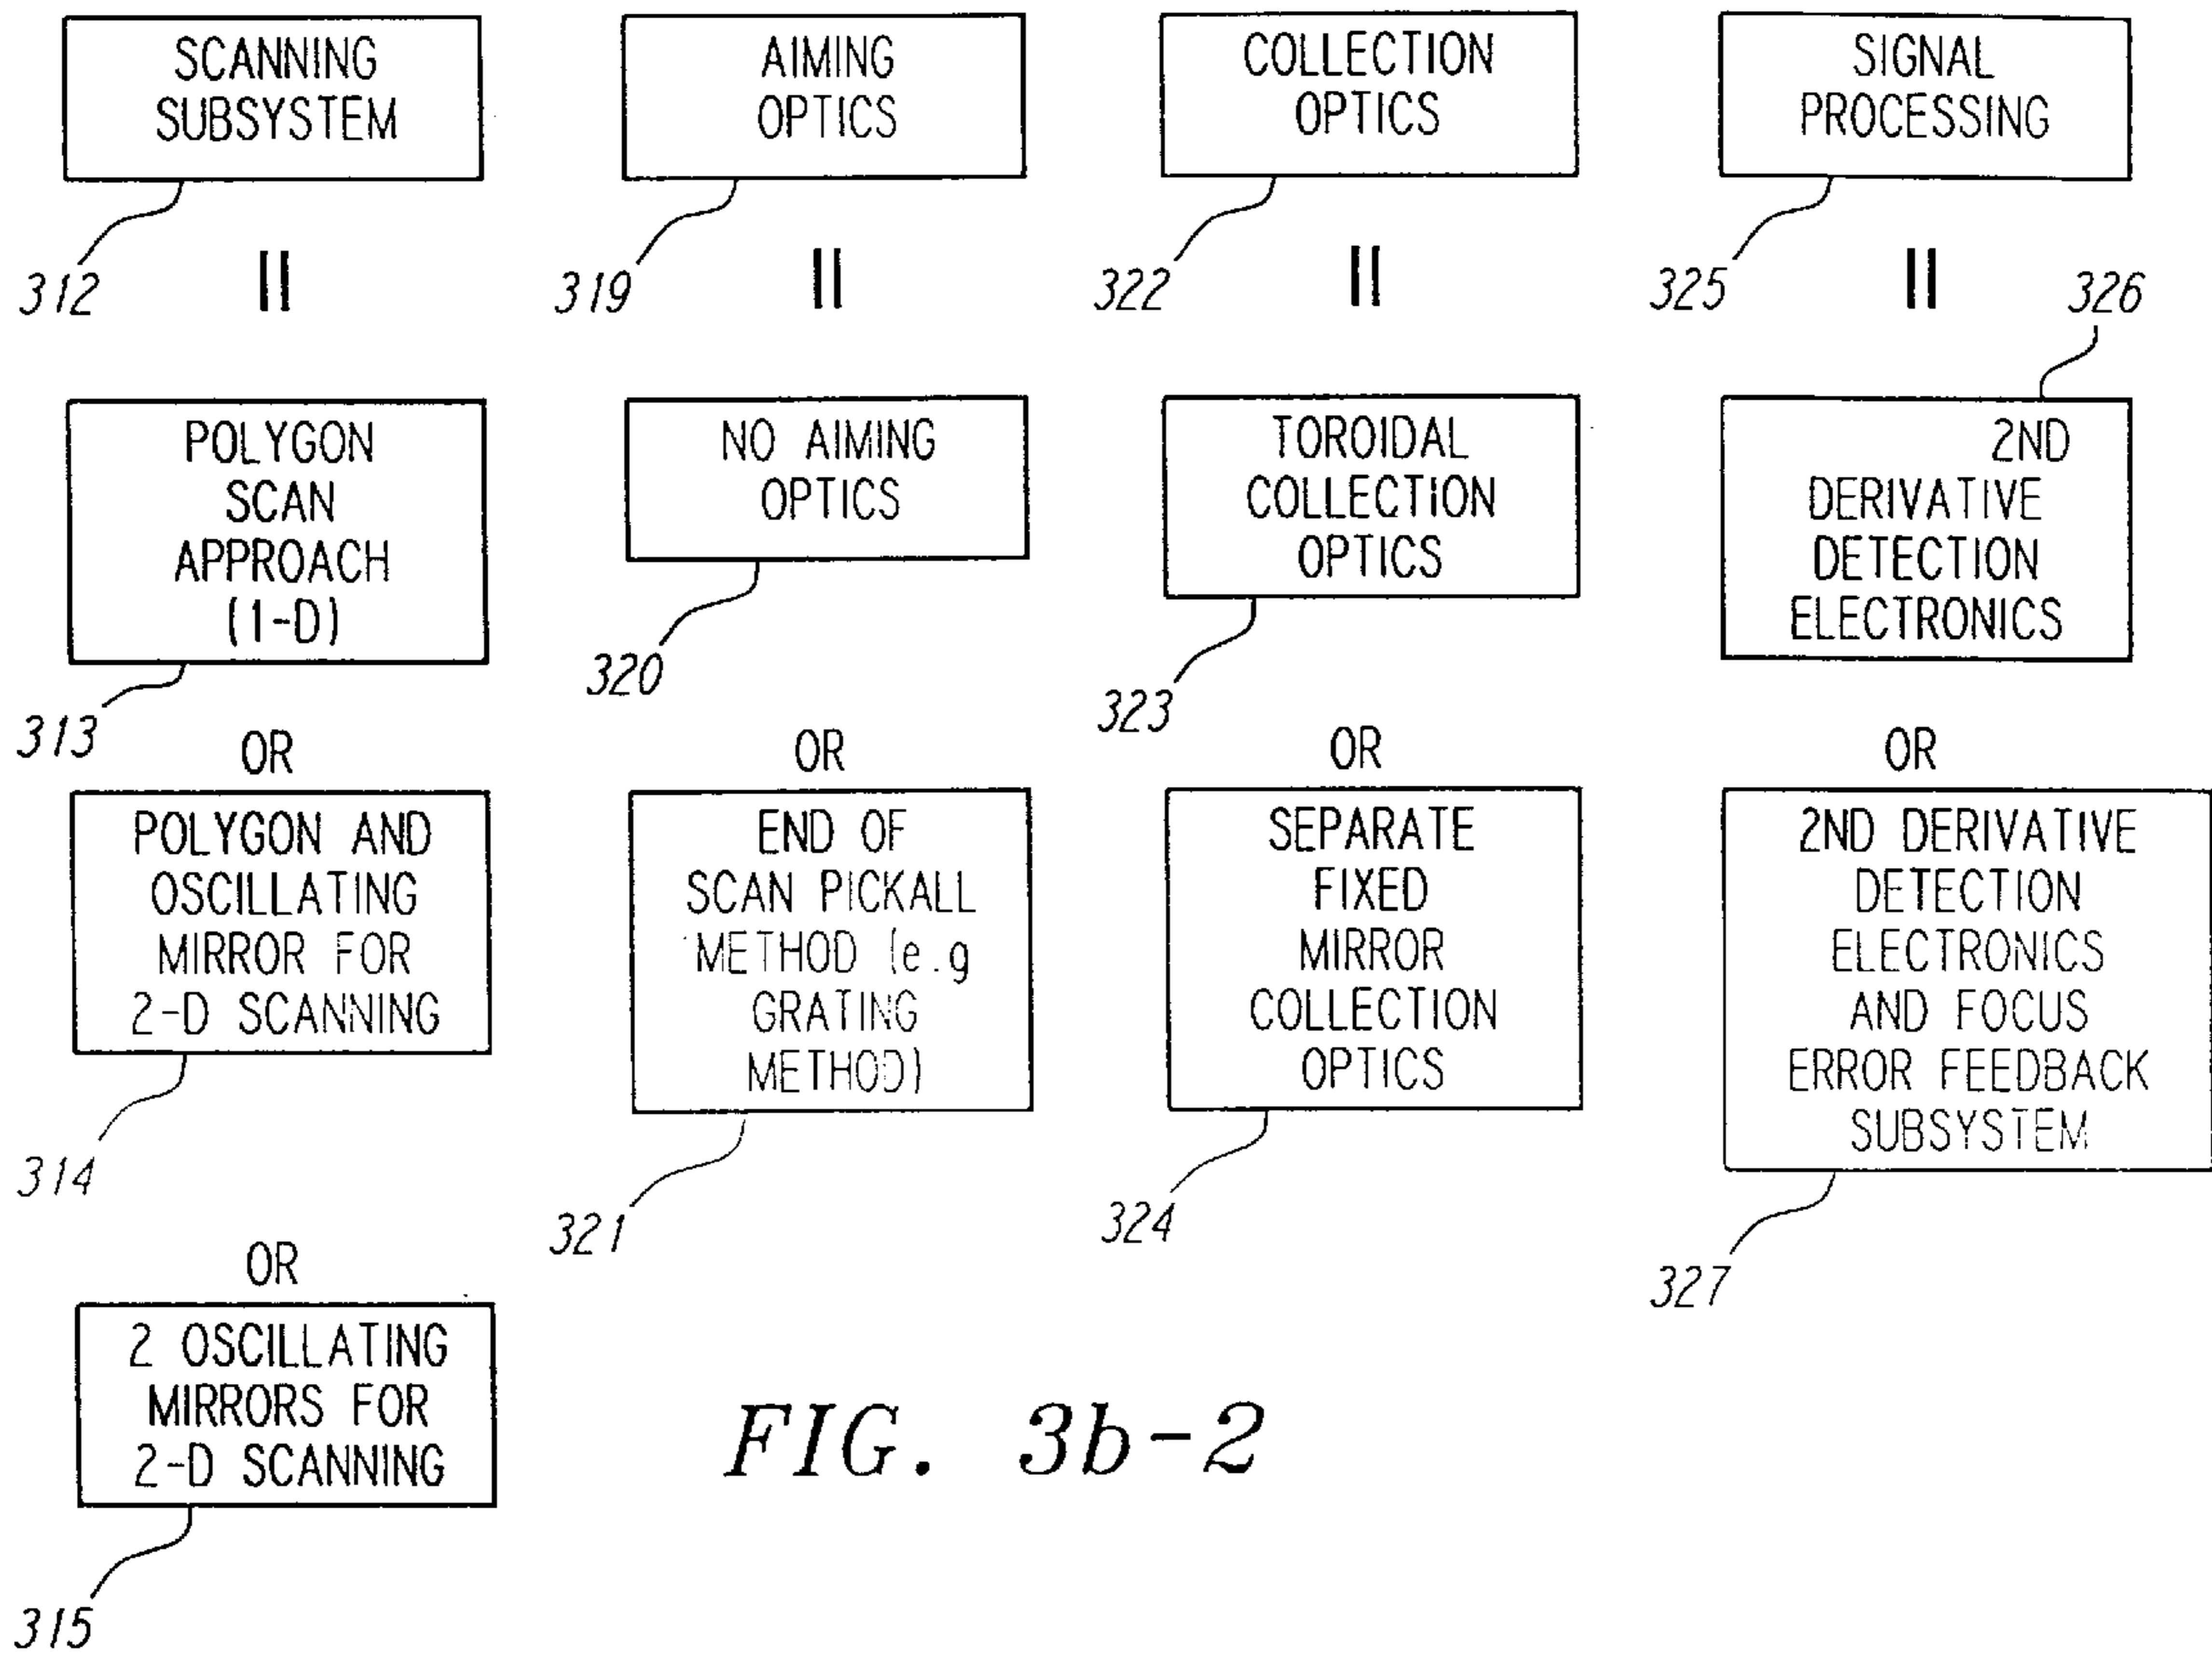 SCANNING
SUBSYSTEM
312
AIMING
OPTICS
319
COLLECTION
OPTICS
322
SIGNAL
PROCESSING
325
326
POLYGON
SCAN
APPROACH
(1-D)
313
NO AIMING
OPTICS
320
TOROIDAL
COLLECTION
OPTICS
323
2ND
DERIVATIVE
DETECTION
ELECTRONICS
OR
OR
OR
OR
POLYGON AND
OSCILLATING
MIRROR FOR
2-D SCANNING
314
END OF
SCAN PICKALL
METHOD (e.g
GRATING
METHOD)
321
SEPARATE
FIXED
MIRROR
COLLECTION
OPTICS
324
2ND DERIVATIVE
DETECTION
ELECTRONICS
AND FOCUS
ERROR FEEDBACK
SUBSYSTEM
327
OR
2 OSCILLATING
MIRRORS FOR
2-D SCANNING
315
FIG. 3b-2